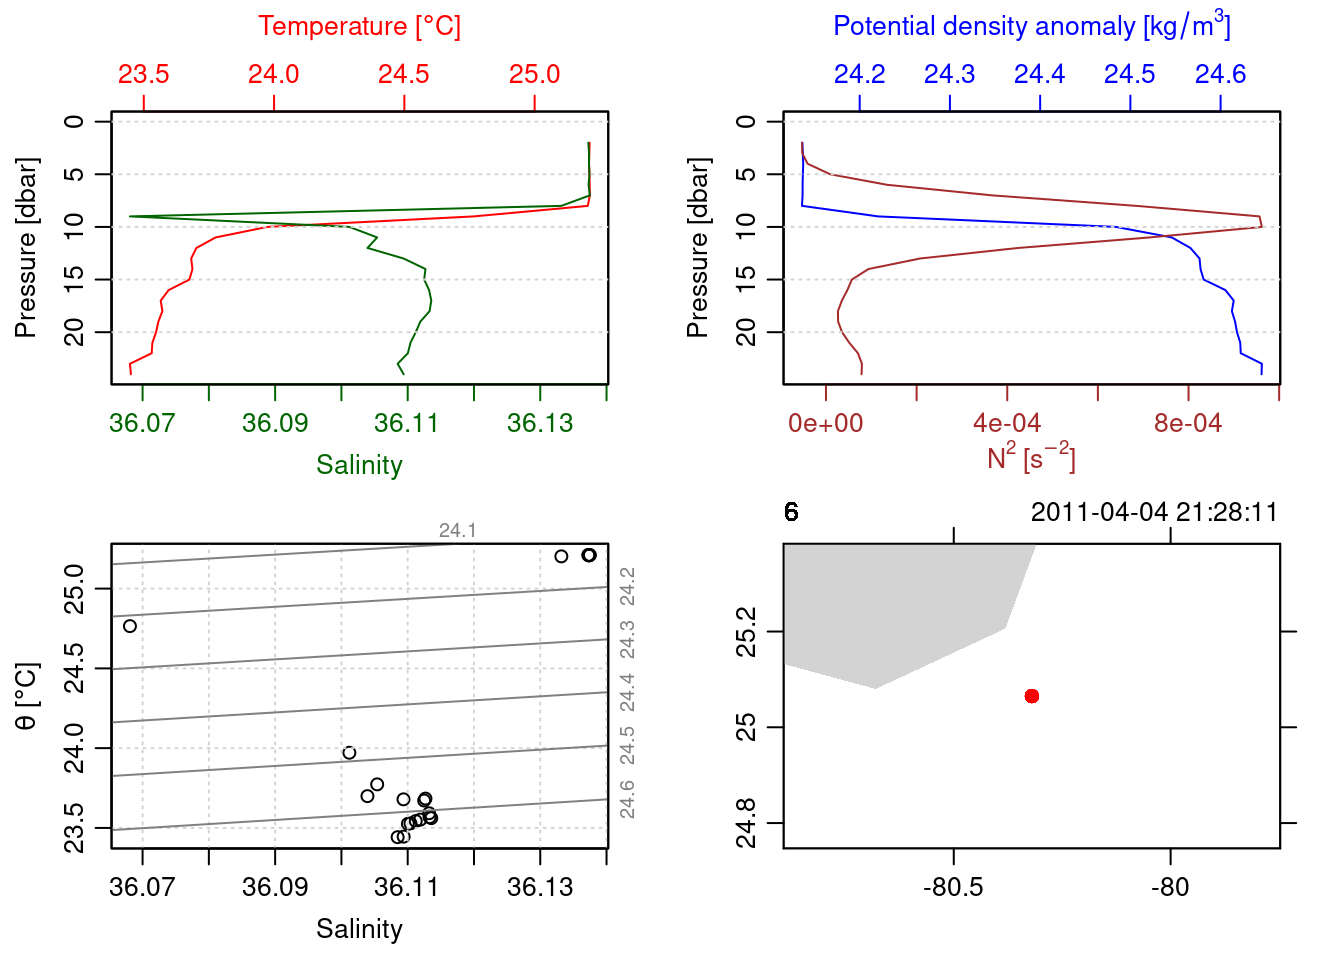 Temperature [°C]
23.5 24.0 24.5 25.0
Pressure [dbar]
0
5
10
15
20
36.07 36.09 36.11 36.13
Salinity
Potential density anomaly [kg/m³]
24.2 24.3 24.4 24.5 24.6
Pressure [dbar]
0
5
10
15
20
0e+00 4e-04 8e-04
N² [s⁻²]
24.1
θ [°C]
25.0
24.5
24.0
23.5
24.2
24.3
24.4
24.5
24.6
36.07 36.09 36.11 36.13
Salinity
6 2011-04-04 21:28:11
25.2
25
24.8
-80.5 -80